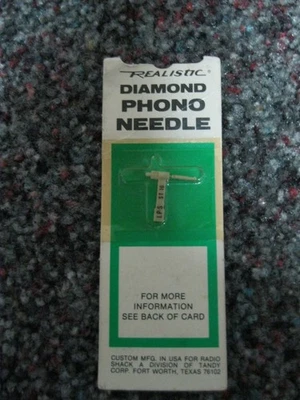 REALISTIC®
DIAMOND
PHONO
NEEDLE
FOR MORE
INFORMATION
SEE BACK OF CARD
CUSTOM MFG. IN USA FOR RADIO
SHACK A DIVISION OF TANDY
CORP. FORT WORTH, TEXAS 76102